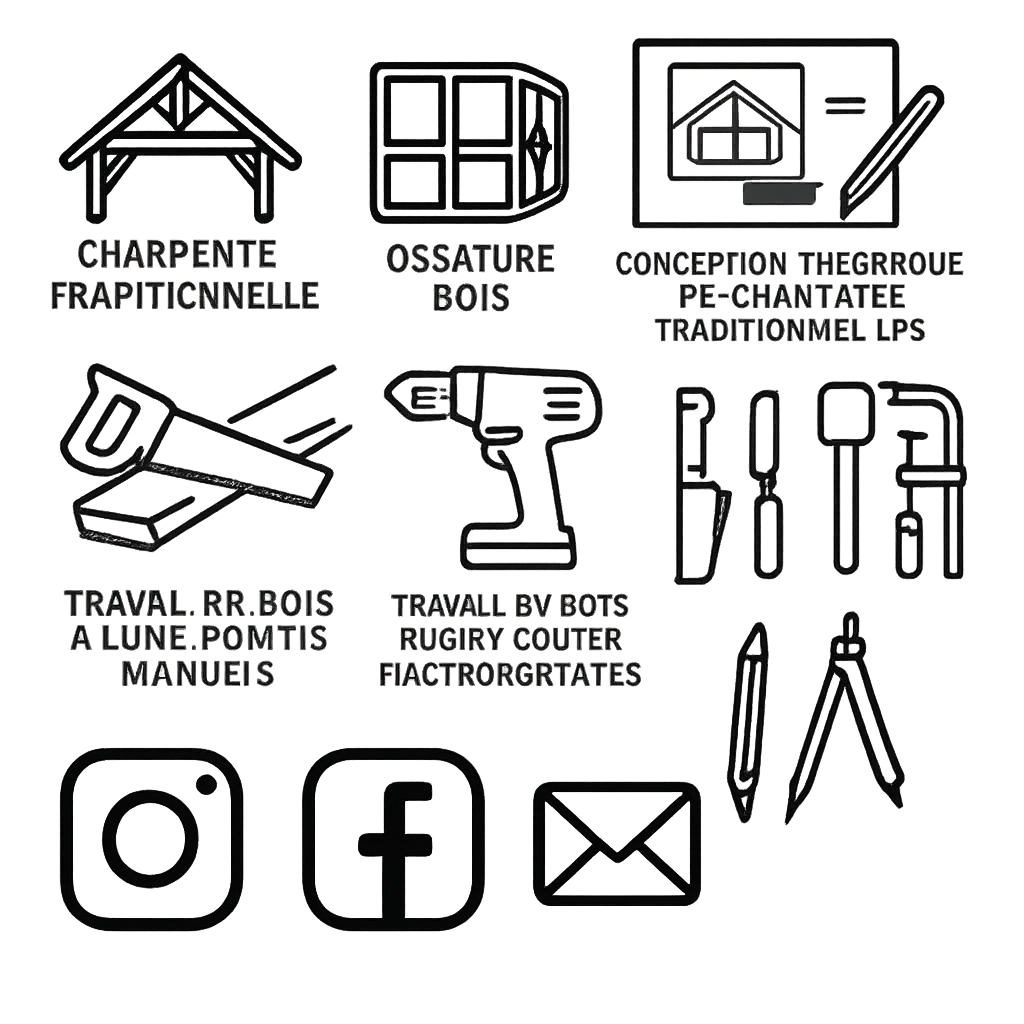 CHARPENTE
FRAPITICNNELLE
OSSATURE
BOIS
CONCEPTION THEGRROUE
PE-CHANTATEE
TRADITIONMEL LPS
TRAVAL. RR.BOIS
A LUNE.POMTIS
MANUEIS
TRAVALL BV BOTS
RUGIRY COUTER
FIACTRORGRTATES